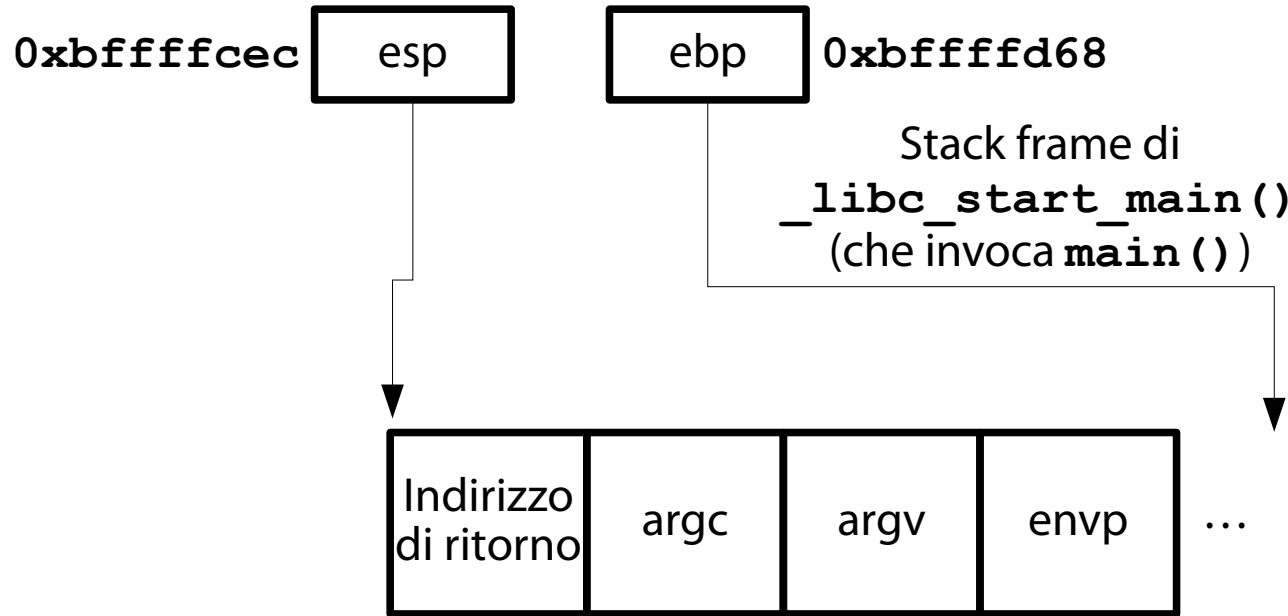 0xbffffcec esp ebp 0xbffffd68
Stack frame di
_libc_start_main()
(che invoca main())
Indirizzo
di ritorno argc argv envp ...